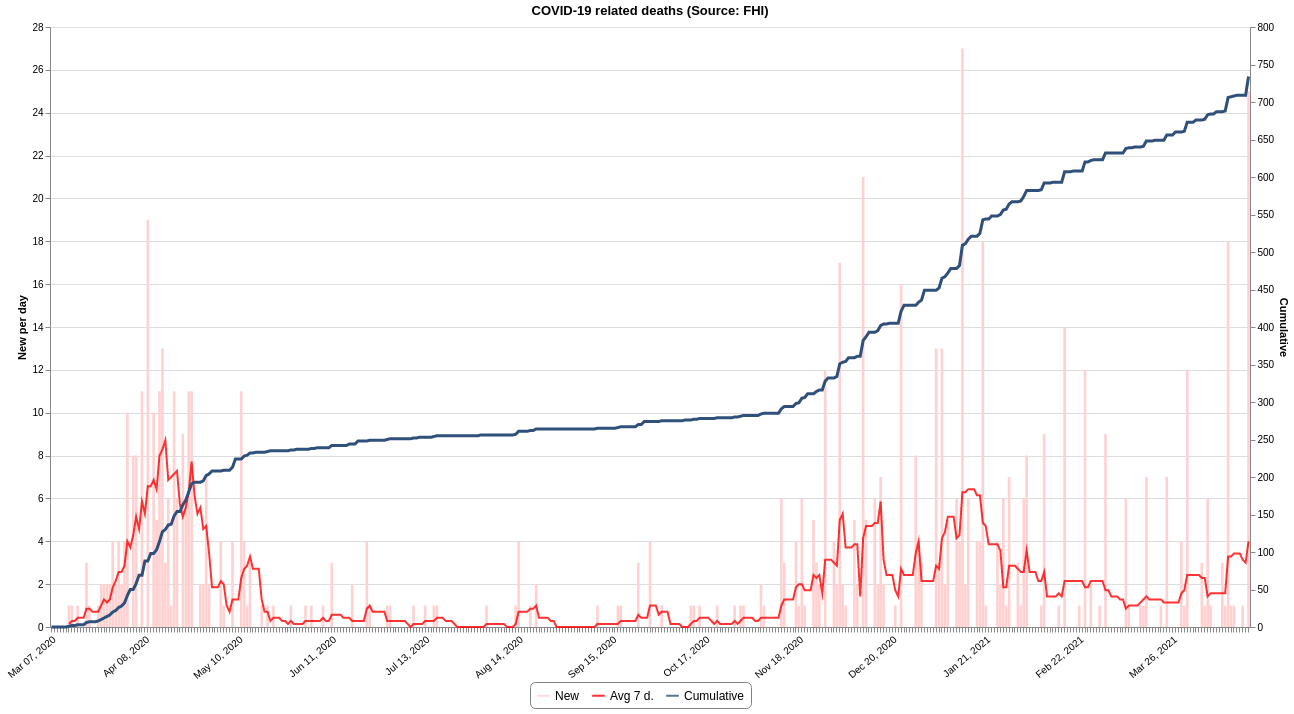 COVID-19 related deaths (Source: FHI)
28
26
24
22
20
18
16
14
12
10
8
6
4
2
0
New per day
800
750
700
650
600
550
500
450
400
350
300
250
200
150
100
50
0
Cumulative
Mar 07, 2020
Apr 08, 2020
May 10, 2020
Jun 11, 2020
Jul 13, 2020
Aug 14, 2020
Sep 15, 2020
Oct 17, 2020
Nov 18, 2020
Dec 20, 2020
Jan 21, 2021
Feb 22, 2021
Mar 26, 2021
New Avg 7 d. Cumulative